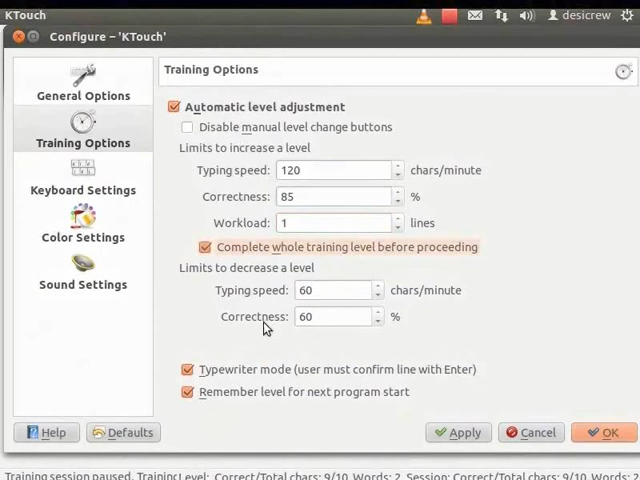 KTouch
desicrew
Configure – 'KTouch'
General Options
Training Options
Keyboard Settings
Color Settings
Sound Settings
Training Options
Automatic level adjustment
Disable manual level change buttons
Limits to increase a level
Typing speed: 120 chars/minute
Correctness: 85 %
Workload: 1 lines
Complete whole training level before proceeding
Limits to decrease a level
Typing speed: 60 chars/minute
Correctness: 60 %
Typewriter mode (user must confirm line with Enter)
Remember level for next program start
Help Defaults Apply Cancel OK
Training session paused. Training Level: Correct/Total chars: 9/10, Words: 2 Session: Correct/Total chars: 9/10, Words